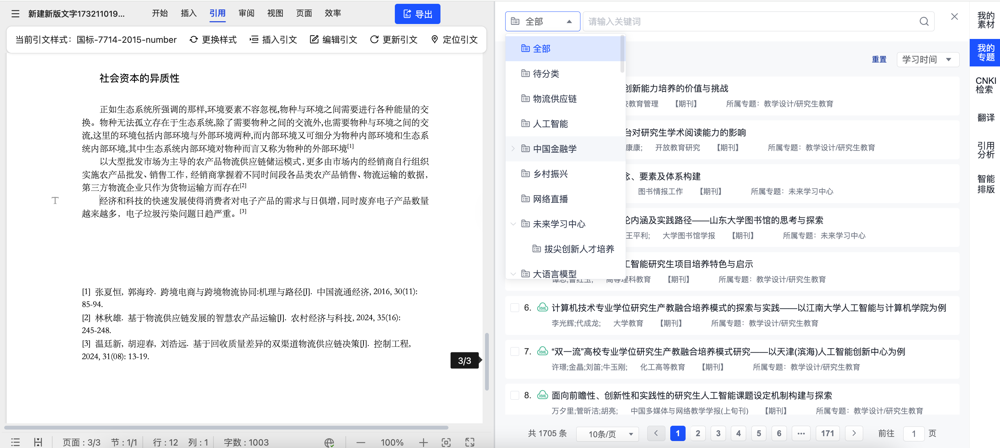 新建新版文字173211019...
开始 插入 引用 审阅 视图 页面 效率
导出
当前引文样式：国标-7714-2015-number 更换样式 插入引文 编辑引文 更新引文 定位引文
社会资本的异质性
正如生态系统所强调的那样,环境要素不容忽视,物种与环境之间需要进行各种能量的交
换。物种无法孤立存在于生态系统,除了需要物种之间的交流外,也需要物种与环境之间的交
流,这里的环境包括内部环境与外部环境两种,而内部环境又可细分为物种内部环境和生态系
统内部环境,其中生态系统内部环境对物种而言又称为物种的外部环境[1]
以大型批发市场为主导的农产品物流供应链储运模式,更多由市场内的经销商自行组织
实施农产品批发、销售工作,经销商掌握着不同时间段各品类农产品销售、物流运输的数据,
第三方物流企业只作为货物运输方而存在[2]
经济和科技的快速发展使得消费者对电子产品的需求与日俱增,同时废弃电子产品数量
越来越多，电子垃圾污染问题日趋严重。[3]
[1] 张夏恒, 郭海玲. 跨境电商与跨境物流协同:机理与路径[J]. 中国流通经济, 2016, 30(11):
85-94.
[2] 林秋雄. 基于物流供应链发展的智慧农产品运输[J]. 农村经济与科技, 2024, 35(16):
245-248.
[3] 温廷新, 胡迎春, 刘浩远. 基于回收质量差异的双渠道物流供应链决策[J]. 控制工程,
2024, 31(08): 13-19.
3/3
页面：3/3 节：1/1 行：12 列：1 字数：1003 100%
全部 请输入关键词
全部
待分类
物流供应链
人工智能
中国金融学
乡村振兴
网络直播
未来学习中心
拔尖创新人才培养
大语言模型
重置 学习时间
创新能力培养的价值与挑战
教育管理 【期刊】 所属专题：教学设计/研究生教育
台对研究生学术阅读能力的影响
康康; 开放教育研究 【期刊】 所属专题：教学设计/研究生教育
念、要素及体系构建
图书情报工作 【期刊】 所属专题：未来学习中心
论内涵及实践路径——山东大学图书馆的思考与探索
王平利; 大学图书馆学报 【期刊】 所属专题：未来学习中心
工智能研究生项目培养特色与启示
高等理科教育 【期刊】 所属专题：教学设计/研究生教育
6. XML 计算机技术专业学位研究生产教融合培养模式的探索与实践——以江南大学人工智能与计算机学院为例
李光辉;代成龙; 大学教育 【期刊】 所属专题：教学设计/研究生教育
7. XML “双一流”高校专业学位研究生产教融合培养模式研究——以天津(滨海)人工智能创新中心为例
许璟;金晶;刘笛;牛玉刚; 化工高等教育 【期刊】 所属专题：教学设计/研究生教育
8. XML 面向前瞻性、创新性和实践性的研究生人工智能课题设定机制构建与探索
万夕里;管昕洁;胡亮; 中国多媒体与网络教学学报(上旬刊) 【期刊】 所属专题：教学设计/研究生教育
共 1705 条 10条/页 1 2 3 4 5 6 ... 171 前往 1 页
我的
素材
我的
专题
CNKI
检索
翻译
引用
分析
智能
排版